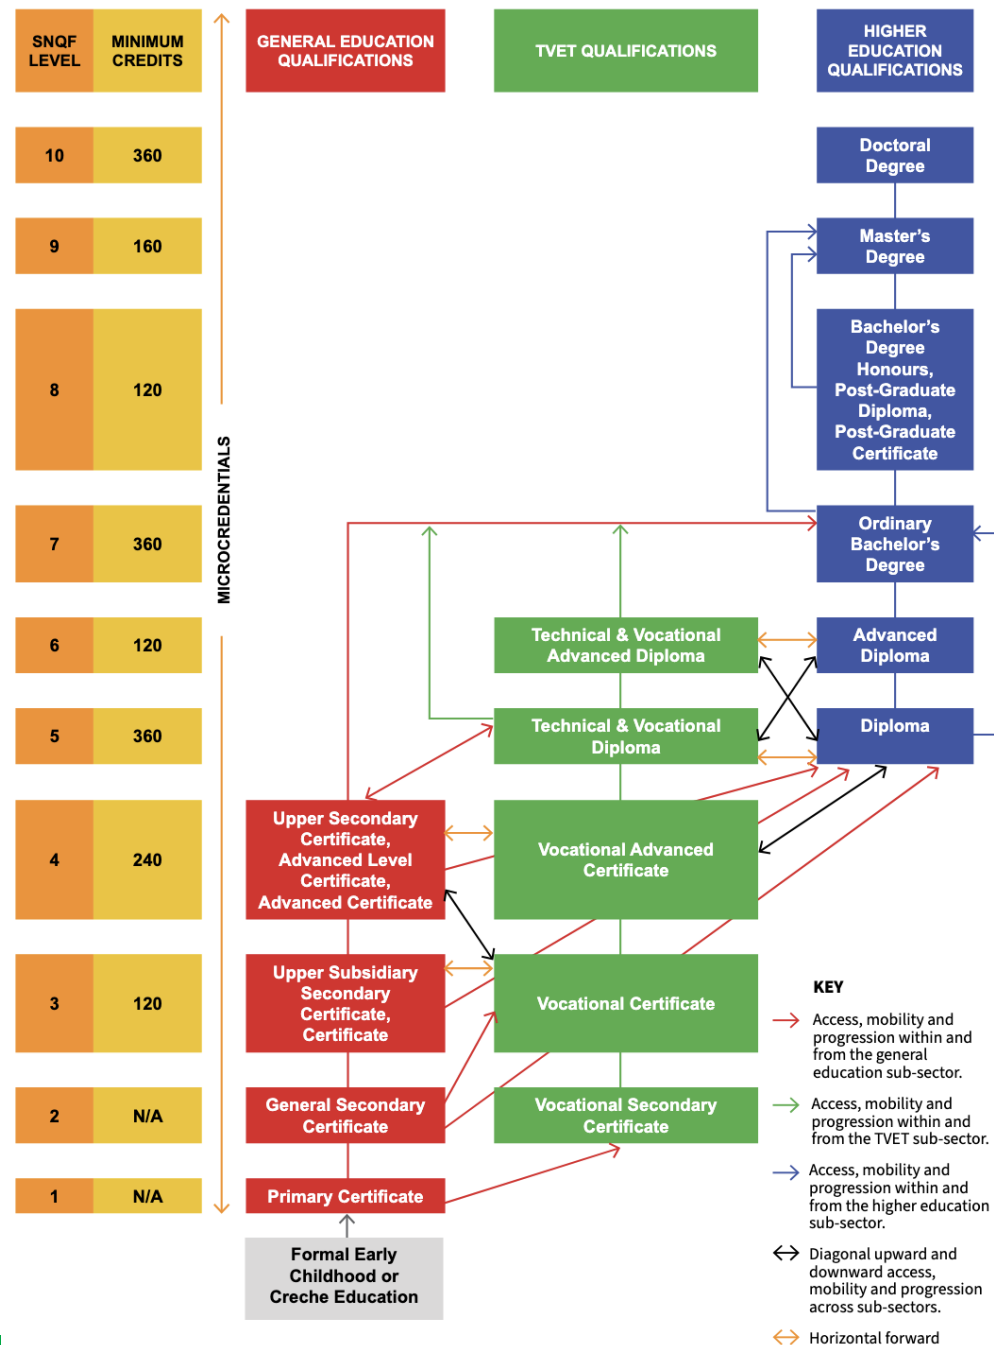 SNQF
LEVEL
MINIMUM
CREDITS
GENERAL EDUCATION
QUALIFICATIONS
TVET QUALIFICATIONS
HIGHER
EDUCATION
QUALIFICATIONS
10
360
Doctoral
Degree
9
160
Master's
Degree
8
120
Bachelor's
Degree
Honours,
Post-Graduate
Diploma,
Post-Graduate
Certificate
MICROCREDENTIALS
7
360
Ordinary
Bachelor's
Degree
6
120
Technical & Vocational
Advanced Diploma
Advanced
Diploma
5
360
Technical & Vocational
Diploma
Diploma
4
240
Upper Secondary
Certificate,
Advanced Level
Certificate,
Advanced Certificate
Vocational Advanced
Certificate
3
120
Upper Subsidiary
Secondary
Certificate,
Certificate
Vocational Certificate
2
N/A
General Secondary
Certificate
Vocational Secondary
Certificate
1
N/A
Primary Certificate
Formal Early
Childhood or
Creche Education
KEY
Access, mobility and
progression within and
from the general
education sub-sector.
Access, mobility and
progression within and
from the TVET sub-sector.
Access, mobility and
progression within and
from the higher education
sub-sector.
Diagonal upward and
downward access,
mobility and progression
across sub-sectors.
Horizontal forward